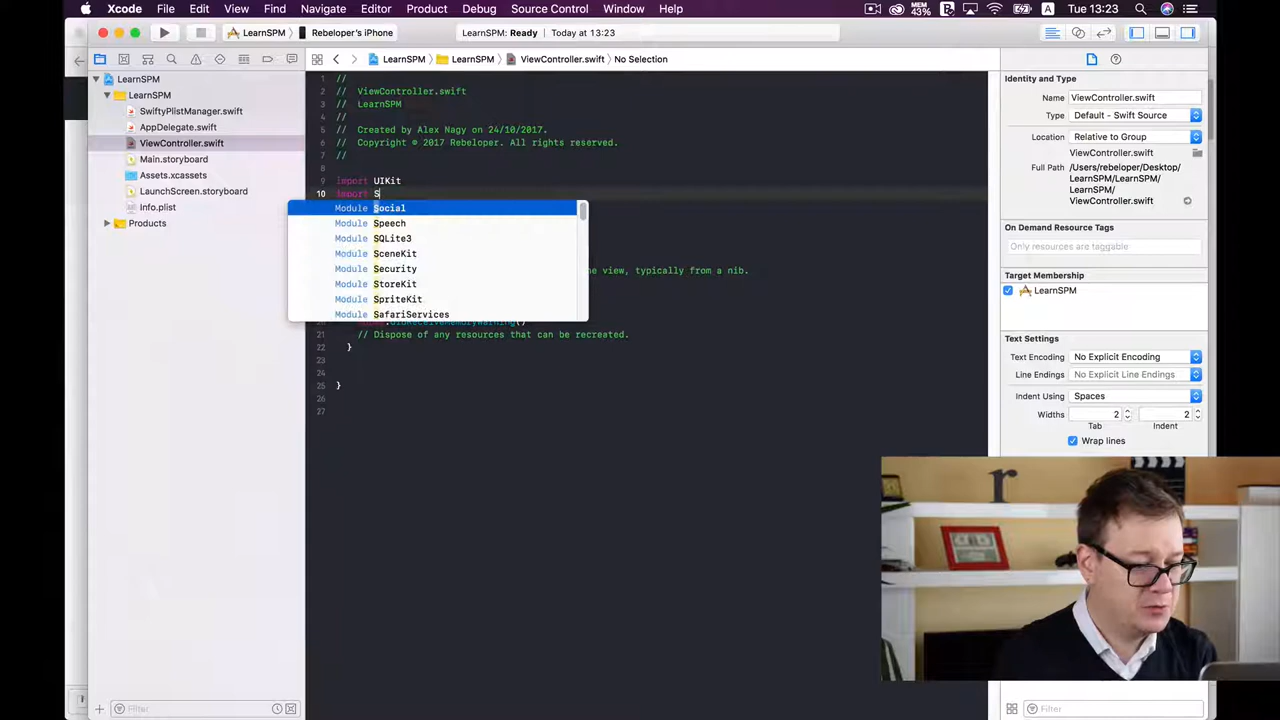 Xcode File Edit View Find Navigate Editor Product Debug Source Control Window Help MEM 43% A Tue 13:23
LearnSPM Rebeloper's iPhone LearnSPM: Ready Today at 13:23
LearnSPM LearnSPM ViewController.swift No Selection
LearnSPM
LearnSPM
SwiftyPlistManager.swift
AppDelegate.swift
ViewController.swift
Main.storyboard
Assets.xcassets
LaunchScreen.storyboard
Info.plist
Products
Filter
1 //
2 // ViewController.swift
3 // LearnSPM
4 //
5 // Created by Alex Nagy on 24/10/2017.
6 // Copyright © 2017 Rebeloper. All rights reserved.
7 //
8
9 import UIKit
10 import S
Module Social
Module Speech
Module SQLite3
Module SceneKit
Module Security
Module StoreKit
Module SpriteKit
Module SafariServices
the view, typically from a nib.
21 // Dispose of any resources that can be recreated.
22 }
23
24
25 }
26
27
Identity and Type
Name ViewController.swift
Type Default - Swift Source
Location Relative to Group
ViewController.swift
Full Path /Users/rebeloper/Desktop/
LearnSPM/LearnSPM/
LearnSPM/
ViewController.swift
On Demand Resource Tags
Only resources are taggable
Target Membership
LearnSPM
Text Settings
Text Encoding No Explicit Encoding
Line Endings No Explicit Line Endings
Indent Using Spaces
Widths 2 2
Tab Indent
Wrap lines
r
Filter